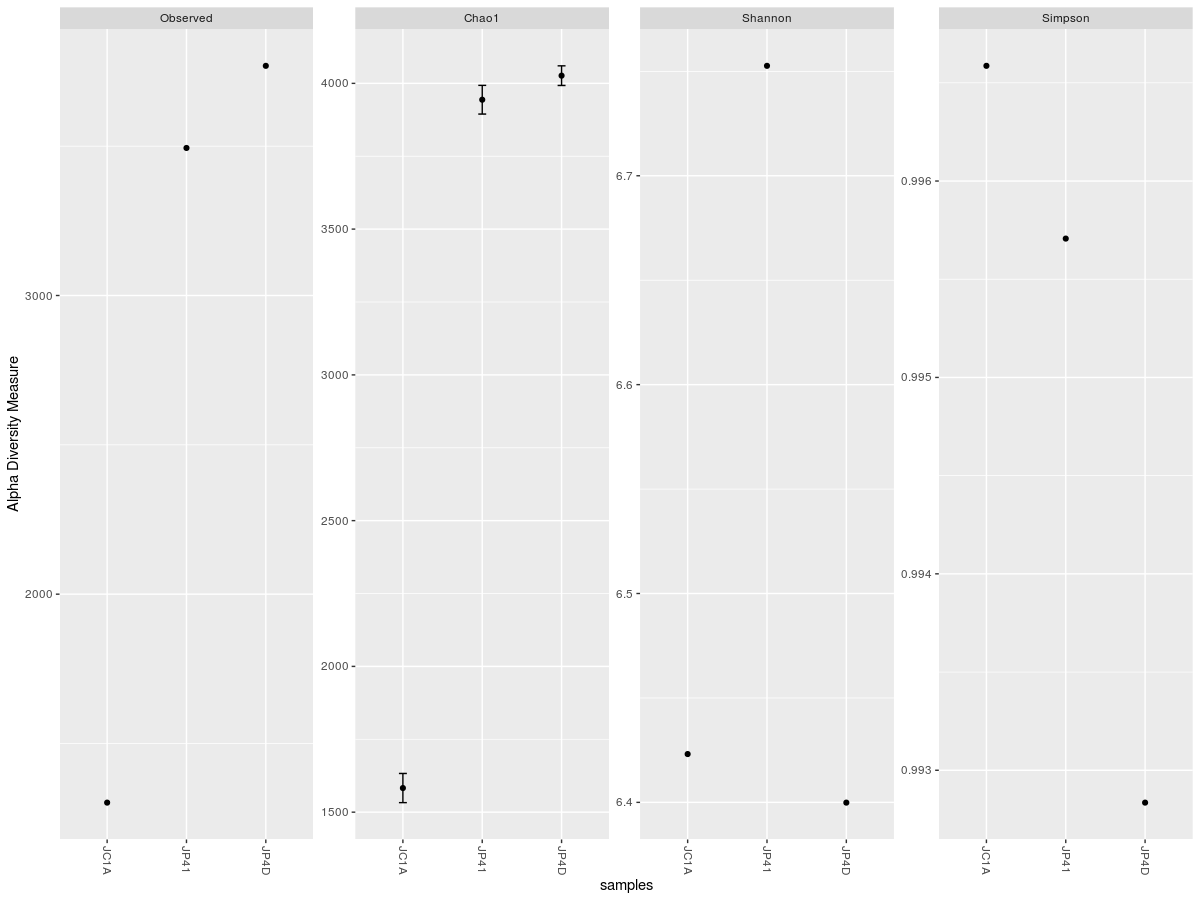 Observed
Chao1
Shannon
Simpson
Alpha Diversity Measure
3000
2000
4000
3500
3000
2500
2000
1500
6.7
6.6
6.5
6.4
0.996
0.995
0.994
0.993
JC1A
JP41
JP4D
JC1A
JP41
JP4D
JC1A
JP41
JP4D
JC1A
JP41
JP4D
samples